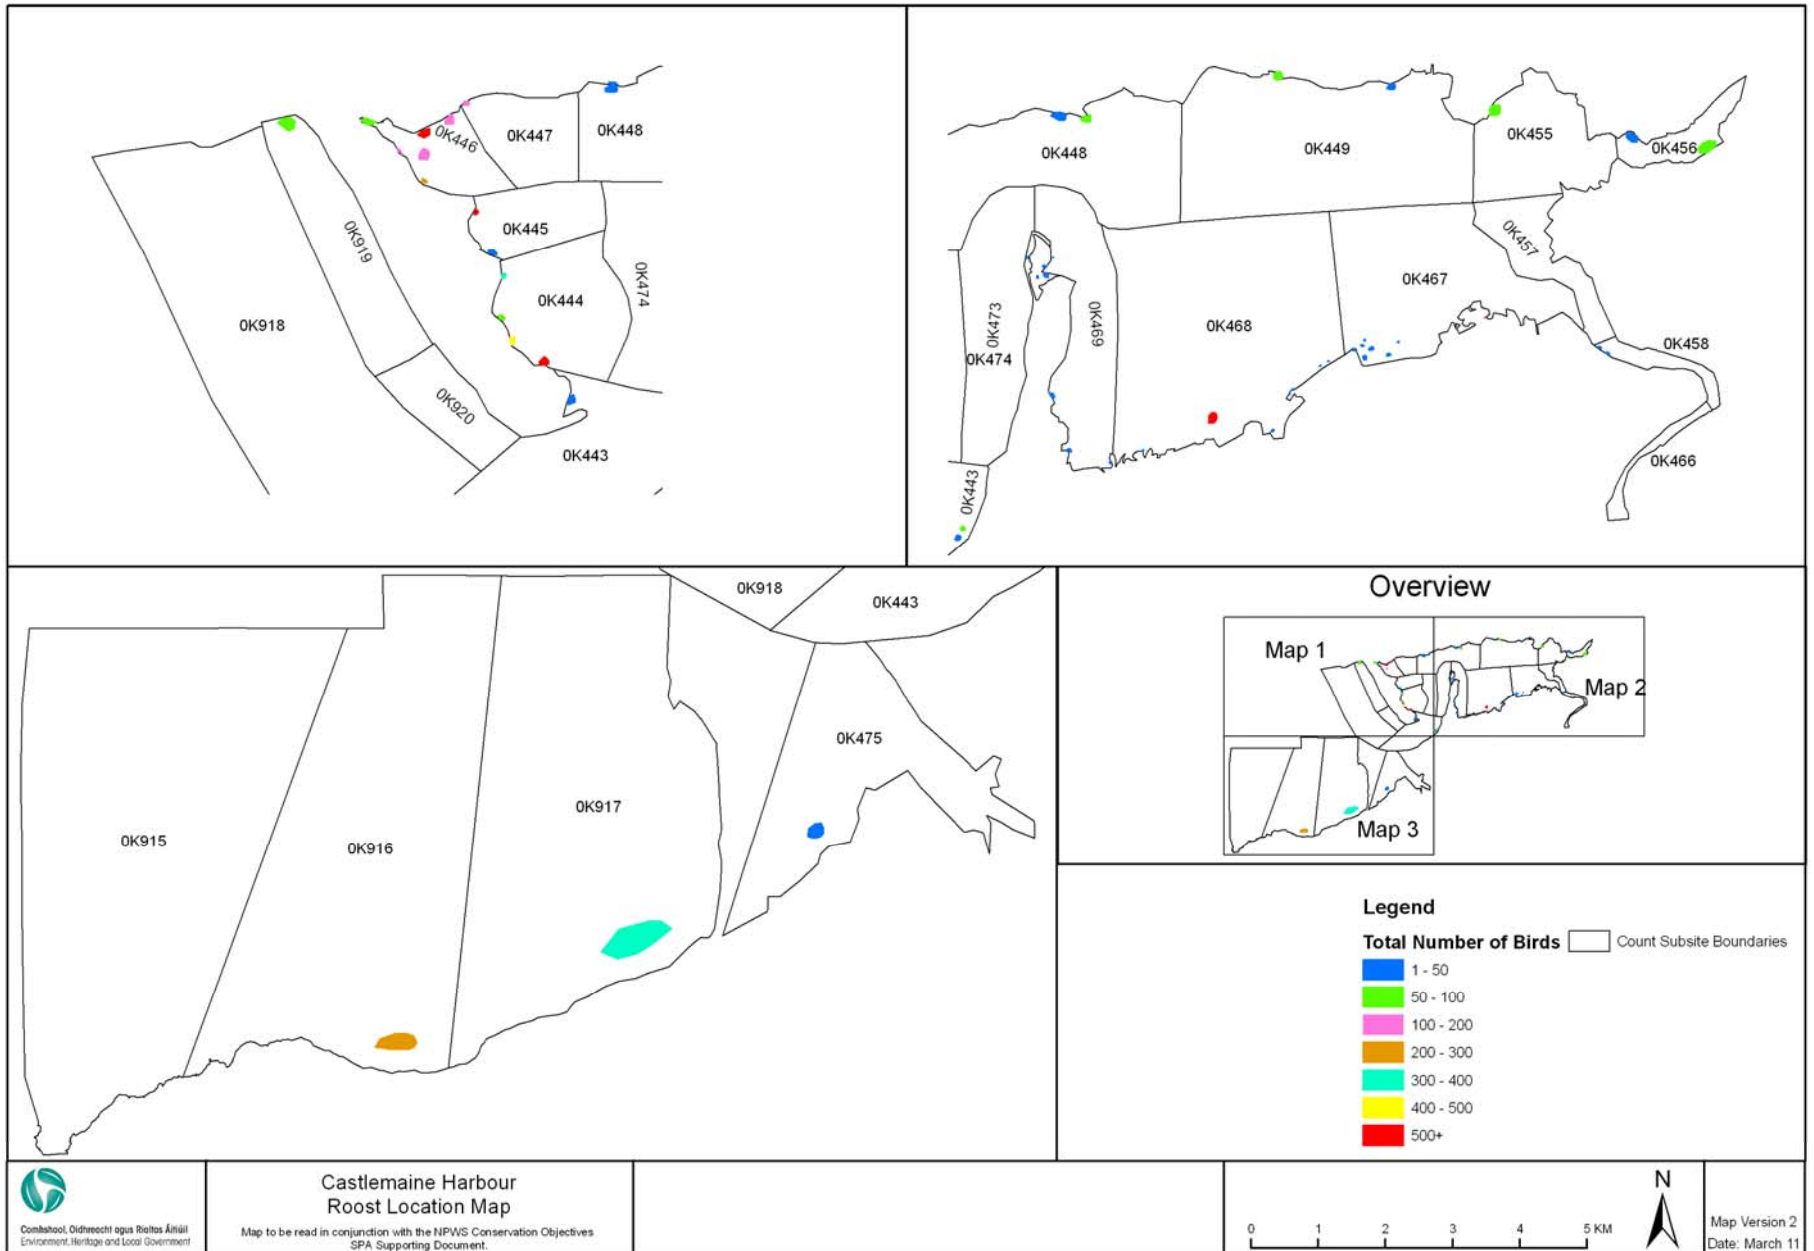 0K446
0K447
0K448
0K919
0K445
0K444
0K474
0K918
0K920
0K443
0K448
0K449
0K455
0K456
0K457
0K467
0K473
0K474
0K469
0K468
0K458
0K466
0K443
0K918
0K443
0K475
0K917
0K915
0K916
Overview
Map 1
Map 2
Map 3
Legend
Total Number of Birds
Count Subsite Boundaries
1 - 50
50 - 100
100 - 200
200 - 300
300 - 400
400 - 500
500+
Comhshaol, Oidhreacht agus Rialtas Áitiúil
Environment, Heritage and Local Government
Castlemaine Harbour
Roost Location Map
Map to be read in conjunction with the NPWS Conservation Objectives
SPA Supporting Document.
0 1 2 3 4 5 KM
N
Map Version 2
Date: March 11